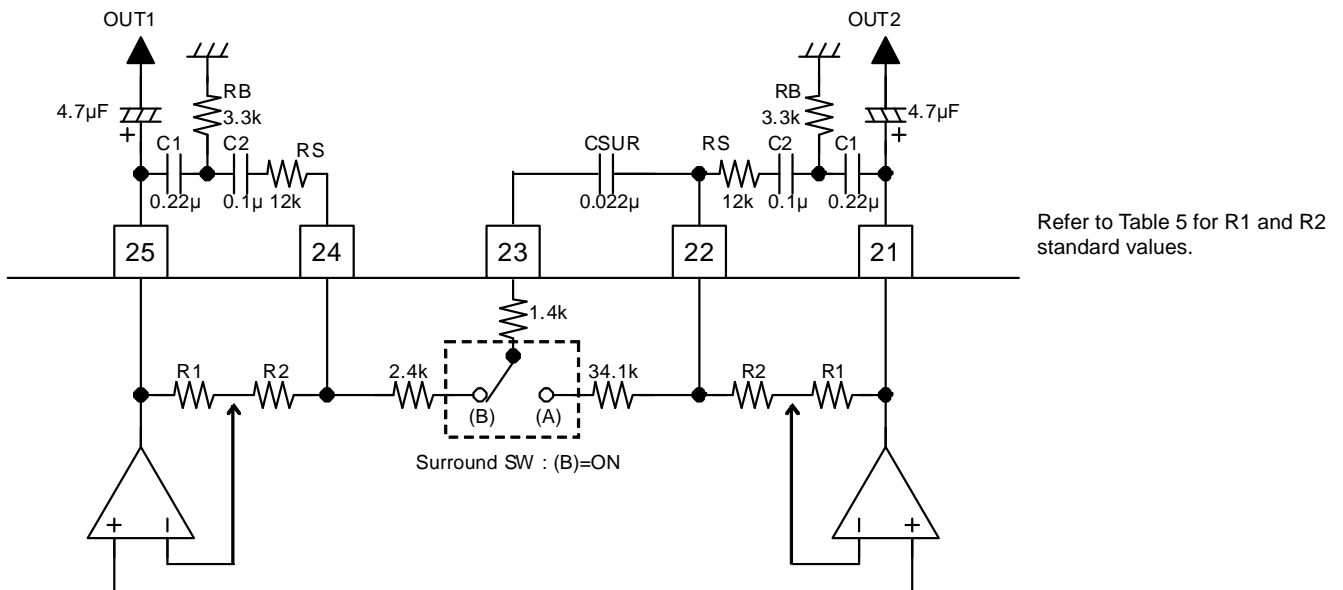 OUT1
OUT2
RB
RB
4.7µF
3.3k
3.3k
4.7µF
+
+
C1
C2
RS
CSUR
RS
C2
C1
0.22µ
0.1µ
12k
0.022µ
12k
0.1µ
0.22µ
25
24
23
22
21
Refer to Table 5 for R1 and R2
standard values.
1.4k
R1
R2
2.4k
34.1k
R2
R1
(B)
(A)
Surround SW : (B)=ON
+
−
−
+